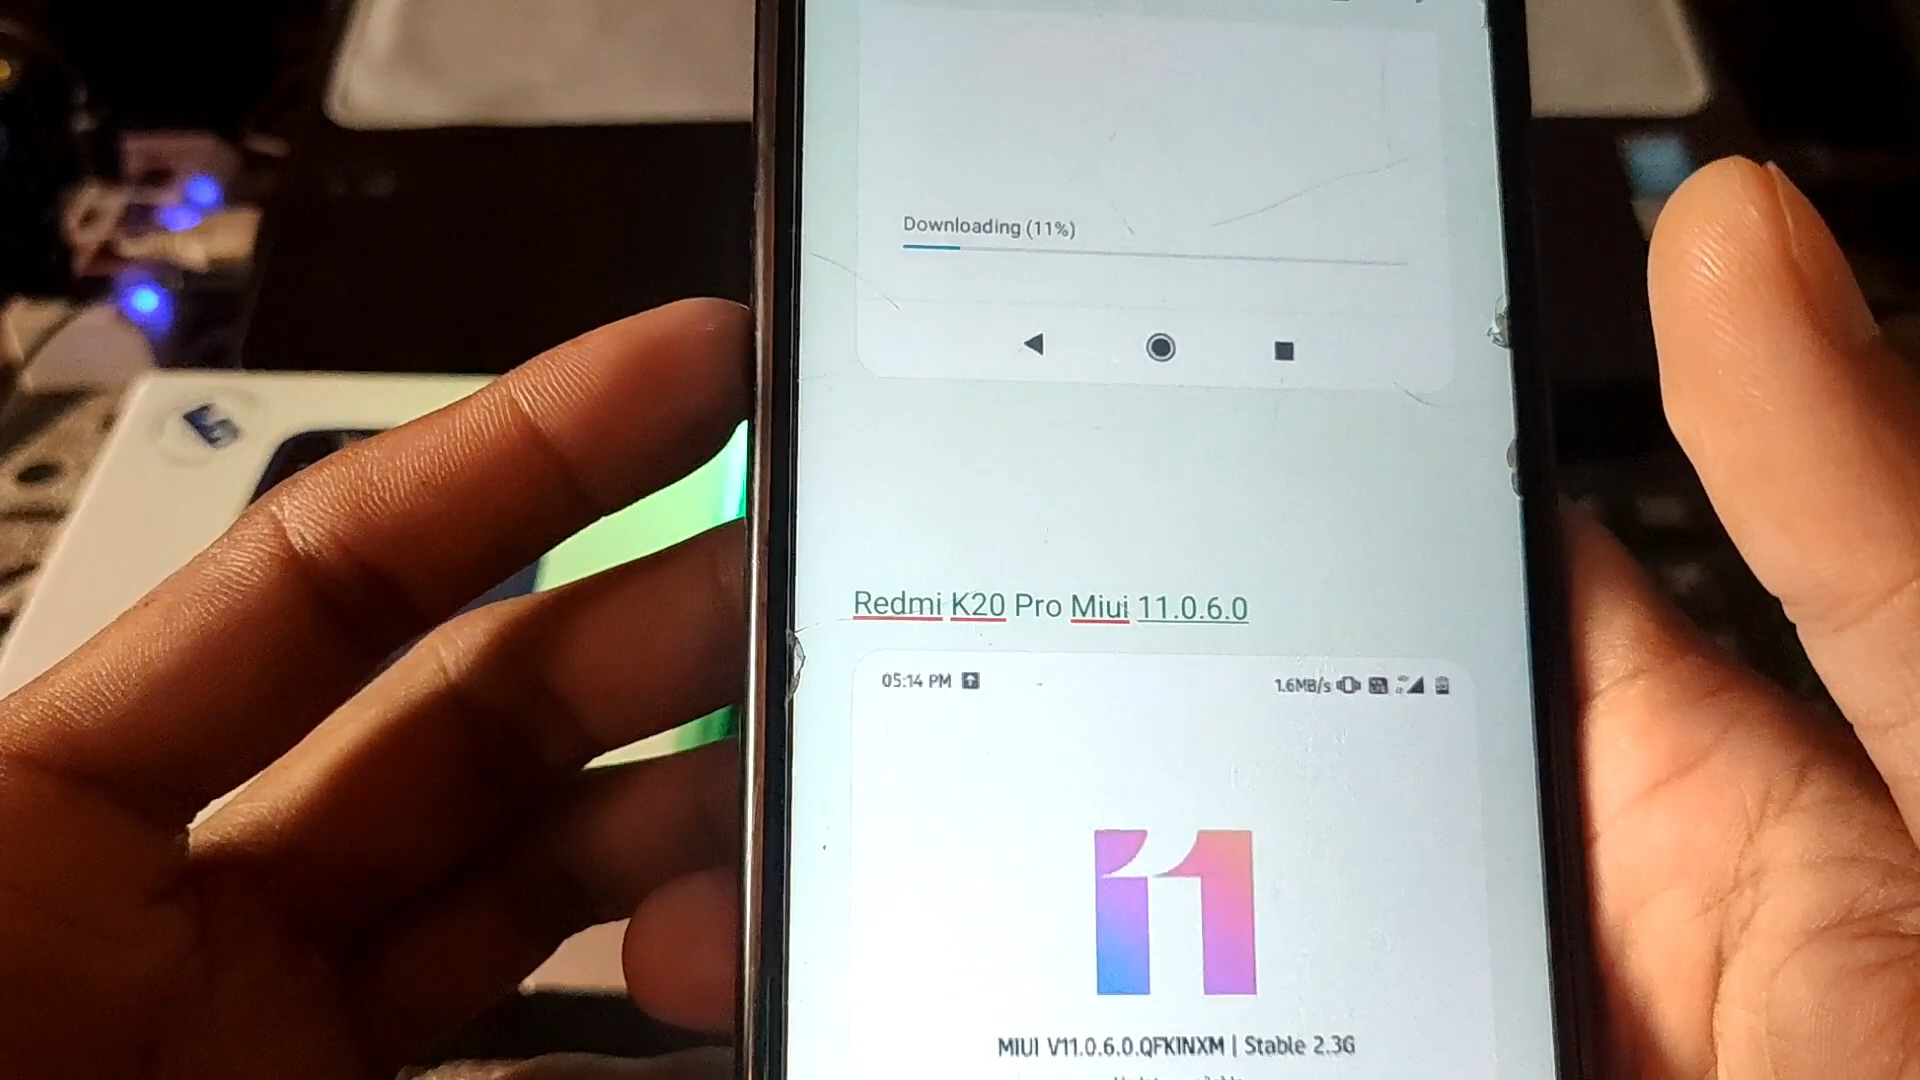 Downloading (11%)
Redmi K20 Pro Miui 11.0.6.0
05:14 PM 1.6MB/s
11
MIUI V11.0.6.0.QFKINXM | Stable 2.3G